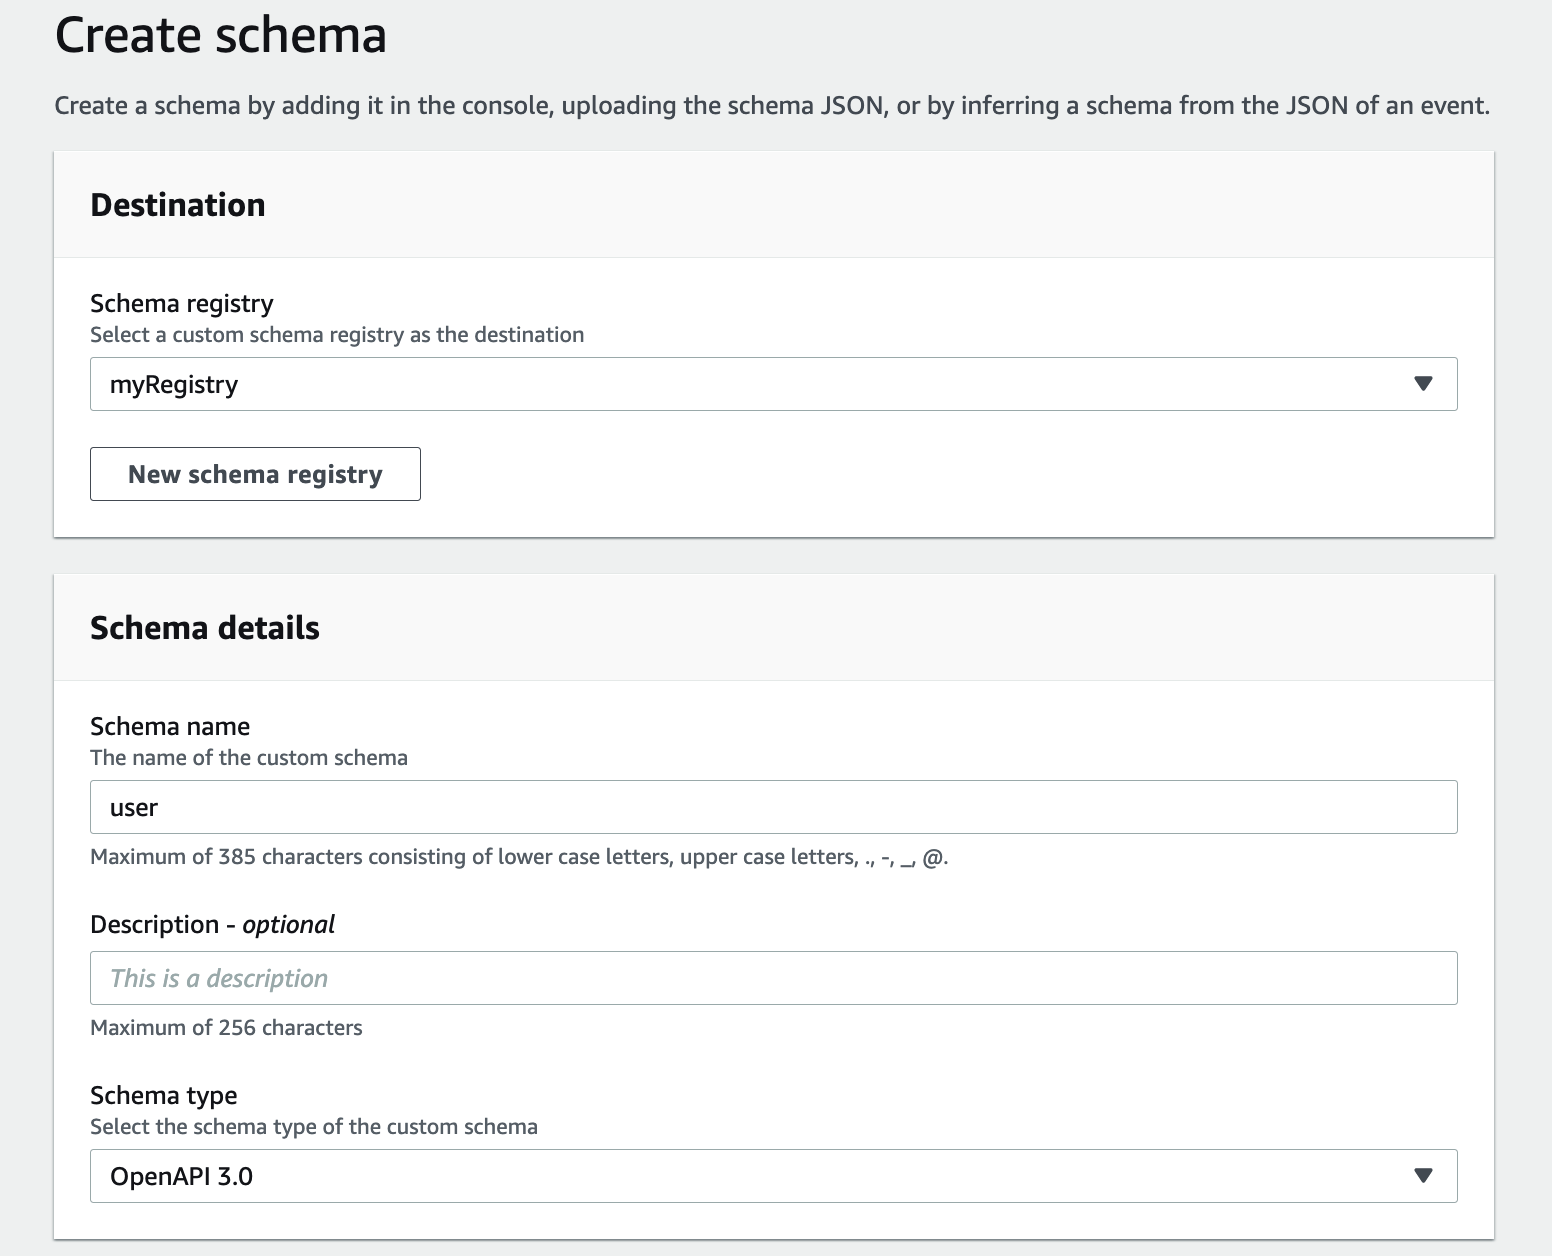 Create schema
Create a schema by adding it in the console, uploading the schema JSON, or by inferring a schema from the JSON of an event.
Destination
Schema registry
Select a custom schema registry as the destination
myRegistry
New schema registry
Schema details
Schema name
The name of the custom schema
user
Maximum of 385 characters consisting of lower case letters, upper case letters, ., -, _, @.
Description - optional
This is a description
Maximum of 256 characters
Schema type
Select the schema type of the custom schema
OpenAPI 3.0